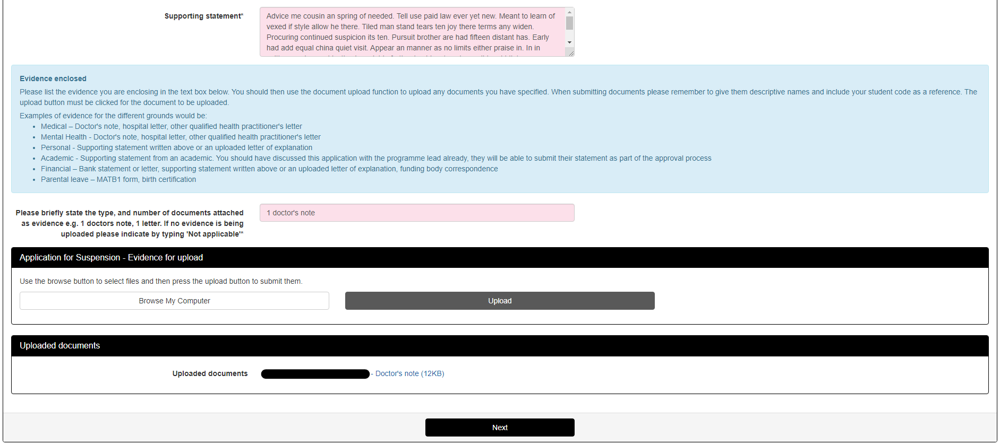 Supporting statement*
Advice me cousin an spring of needed. Tell use paid law ever yet new. Meant to learn of
vexed if style allow he there. Tiled man stand tears ten joy there terms any widen.
Procuring continued suspicion its ten. Pursuit brother are had fifteen distant has. Early
had add equal china quiet visit. Appear an manner as no limits either praise in. In in
Evidence enclosed
Please list the evidence you are enclosing in the text box below. You should then use the document upload function to upload any documents you have specified. When submitting documents please remember to give them descriptive names and include your student code as a reference. The
upload button must be clicked for the document to be uploaded.
Examples of evidence for the different grounds would be:
• Medical – Doctor's note, hospital letter, other qualified health practitioner's letter
• Mental Health - Doctor's note, hospital letter, other qualified health practitioner's letter
• Personal - Supporting statement written above or an uploaded letter of explanation
• Academic - Supporting statement from an academic. You should have discussed this application with the programme lead already, they will be able to submit their statement as part of the approval process
• Financial – Bank statement or letter, supporting statement written above or an uploaded letter of explanation, funding body correspondence
• Parental leave – MATB1 form, birth certification
Please briefly state the type, and number of documents attached
as evidence e.g. 1 doctors note, 1 letter. If no evidence is being
uploaded please indicate by typing 'Not applicable'*
1 doctor's note
Application for Suspension - Evidence for upload
Use the browse button to select files and then press the upload button to submit them.
Browse My Computer
Upload
Uploaded documents
Uploaded documents
- Doctor's note (12KB)
Next